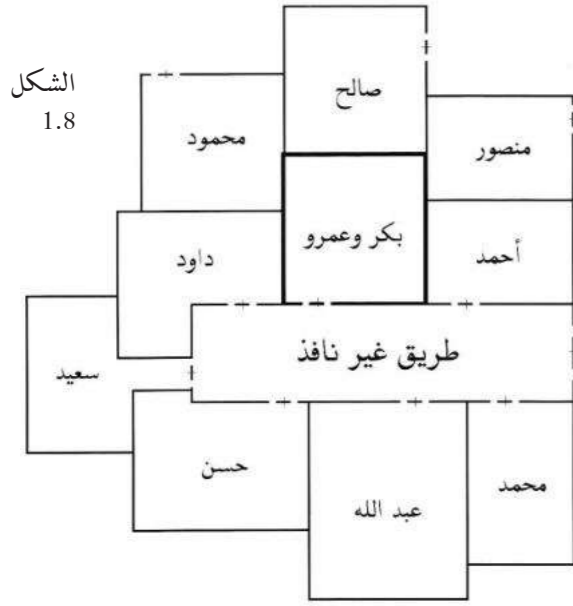 الشكل
1.8
صالح
محمود
منصور
بكر وعمرو
أحمد
داود
طريق غير نافذ
سعيد
حسن
عبد الله
محمد